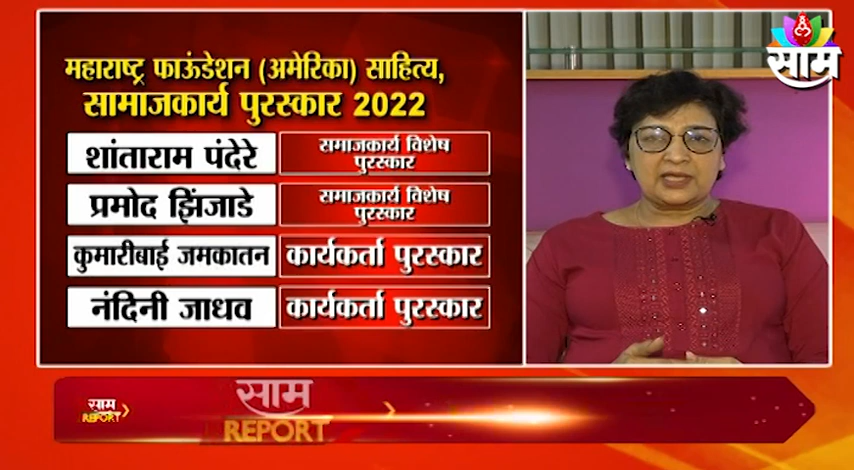 महाराष्ट्र फाऊंडेशन (अमेरिका) साहित्य,
सामाजकार्य पुरस्कार 2022
शांताराम पंदेरे
समाजकार्य विशेष
पुरस्कार
प्रमोद झिंजाडे
समाजकार्य विशेष
पुरस्कार
कुमारीबाई जमकातन
कार्यकर्ता पुरस्कार
नंदिनी जाधव
कार्यकर्ता पुरस्कार
साम
साम
REPORT
साम
REPORT